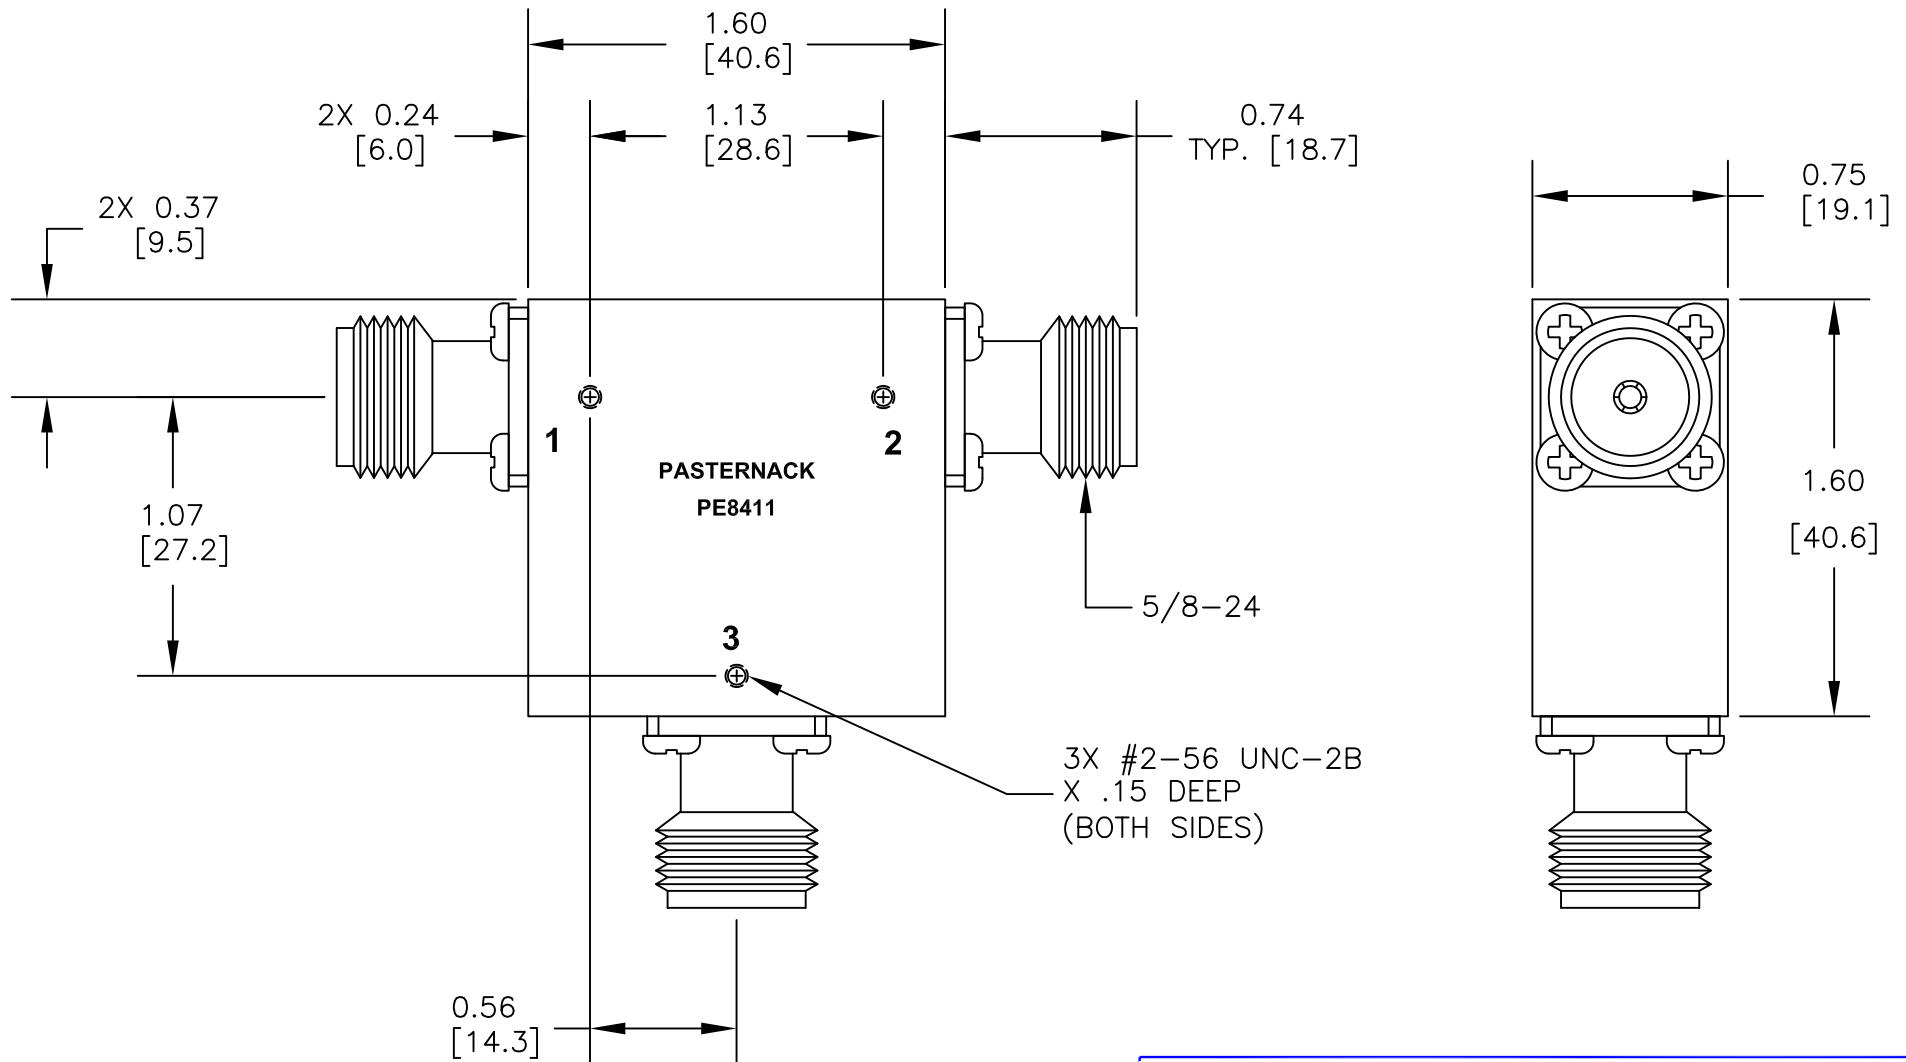 1.60
[40.6]
2X 0.24
[6.0]
1.13
[28.6]
0.74
TYP. [18.7]
0.75
[19.1]
2X 0.37
[9.5]
1
2
PASTERNACK
PE8411
1.07
[27.2]
1.60
[40.6]
5/8-24
3
3X #2-56 UNC-2B
X .15 DEEP
(BOTH SIDES)
0.56
[14.3]